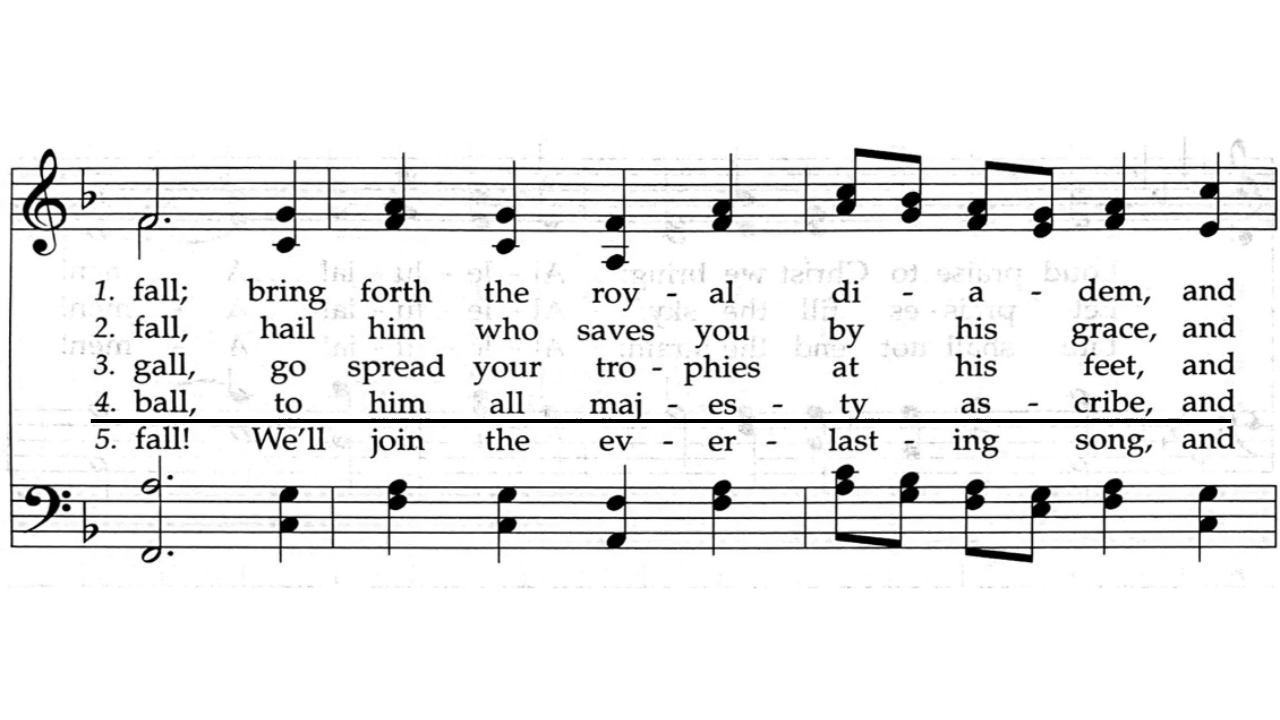 1. fall; bring forth the roy - al di - a - dem, and
2. fall, hail him who saves you by his grace, and
3. gall, go spread your tro - phies at his feet, and
4. ball, to him all maj - es - ty as - cribe, and
5. fall! We'll join the ev - er - last - ing song, and